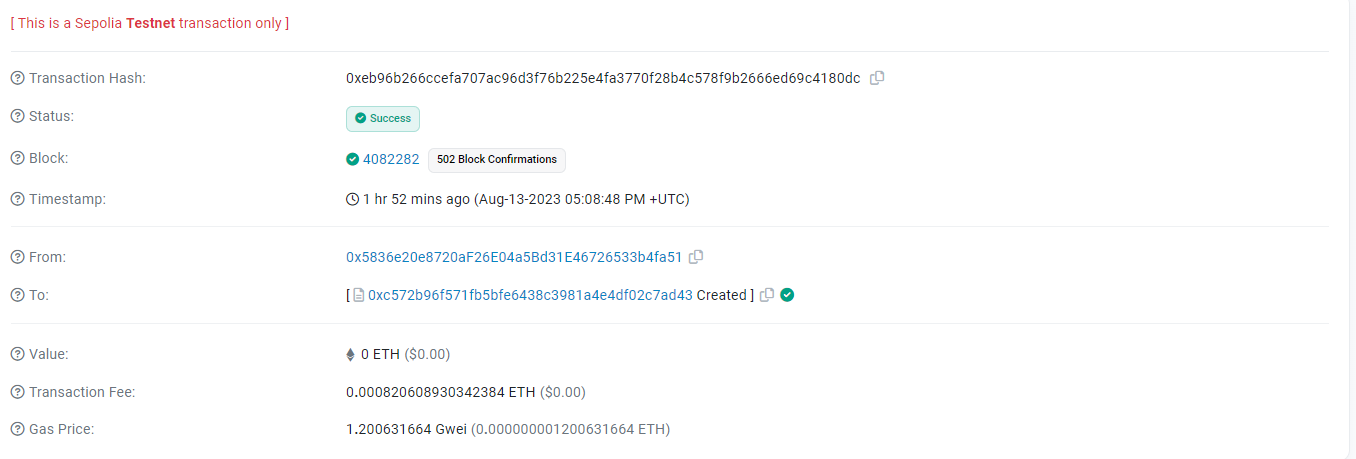 [ This is a Sepolia Testnet transaction only ]
Transaction Hash: 0xeb96b266ccefa707ac96d3f76b225e4fa3770f28b4c578f9b2666ed69c4180dc
Status: Success
Block: 4082282 502 Block Confirmations
Timestamp: 1 hr 52 mins ago (Aug-13-2023 05:08:48 PM +UTC)
From: 0x5836e20e8720aF26E04a5Bd31E46726533b4fa51
To: [ 0xc572b96f571fb5bfe6438c3981a4e4df02c7ad43 Created ]
Value: 0 ETH ($0.00)
Transaction Fee: 0.000820608930342384 ETH ($0.00)
Gas Price: 1.200631664 Gwei (0.000000001200631664 ETH)